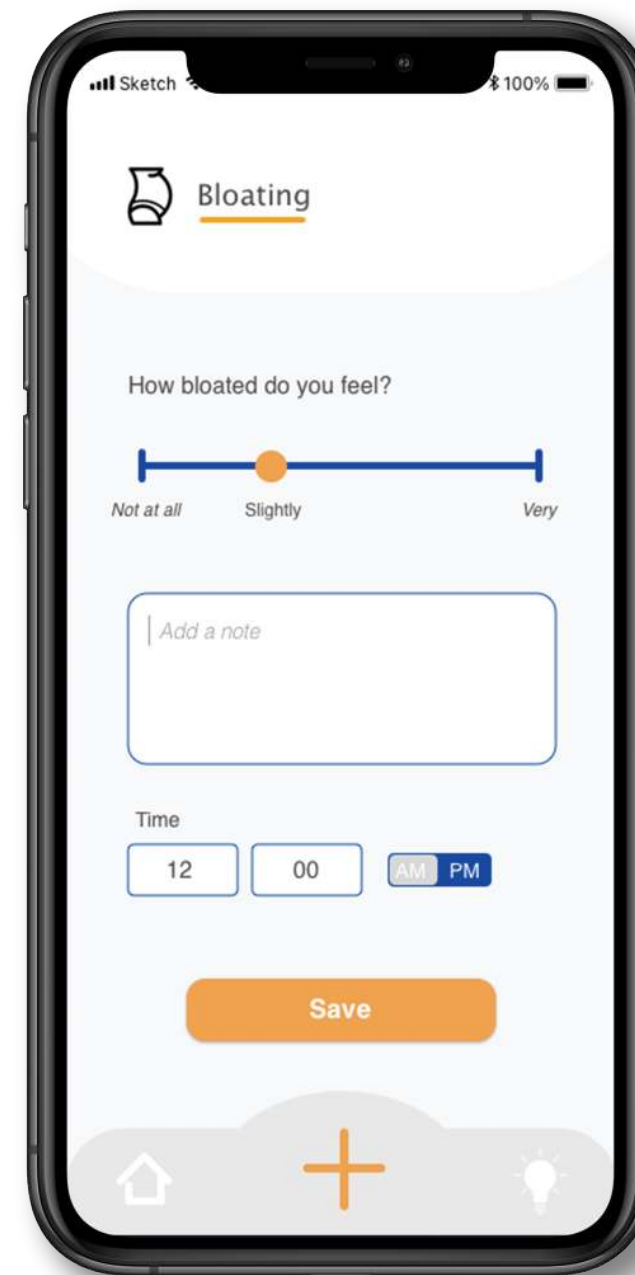 Sketch 100%
Bloating
How bloated do you feel?
Not at all Slightly Very
Add a note
Time
12 00 AM PM
Save